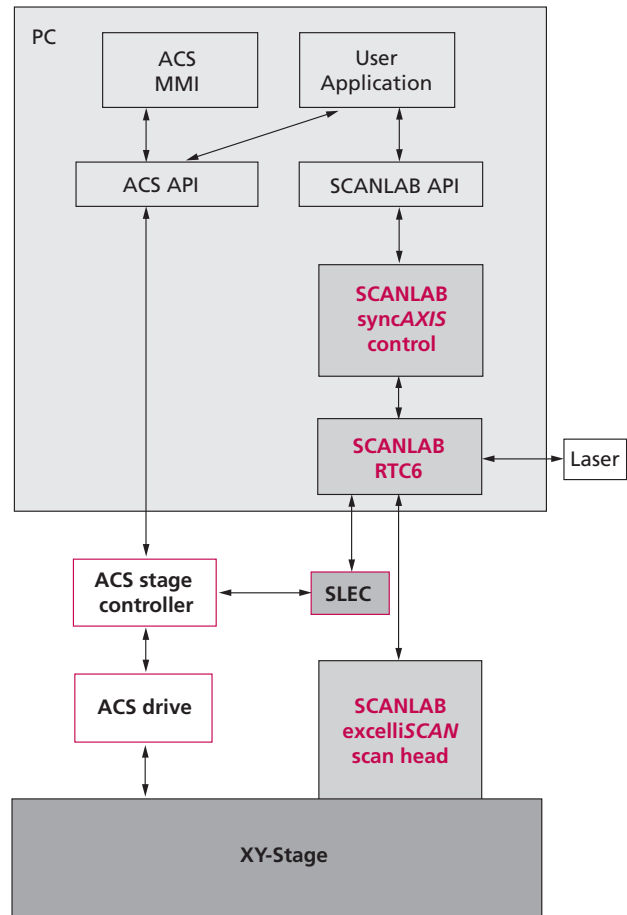 PC
ACS
MMI
User
Application
ACS API
SCANLAB API
SCANLAB
syncAXIS
control
SCANLAB
RTC6
Laser
ACS stage
controller
SLEC
ACS drive
SCANLAB
excelliSCAN
scan head
XY-Stage